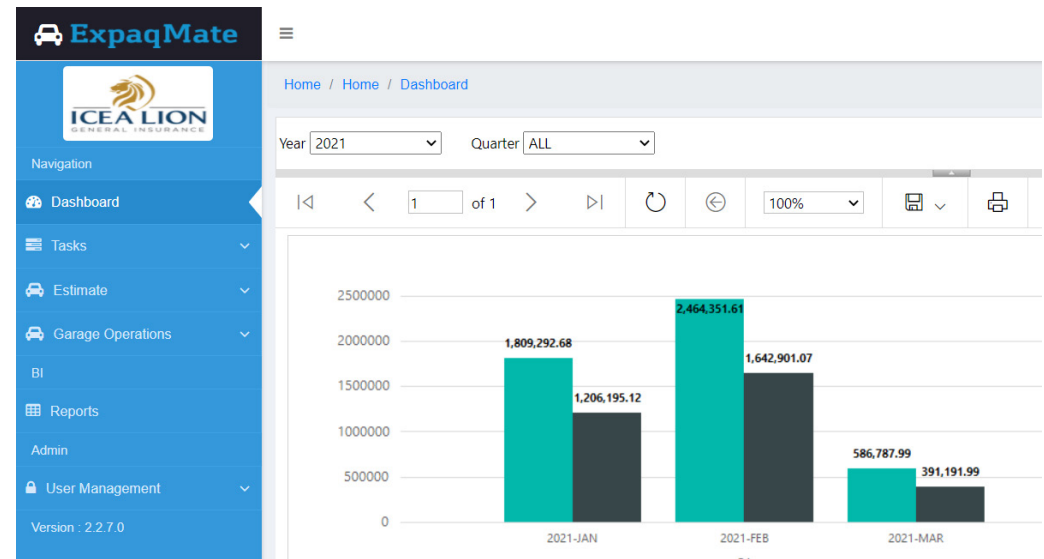 ExpaqMate
ICEA LION
GENERAL INSURANCE
Navigation
Dashboard
Tasks
Estimate
Garage Operations
BI
Reports
Admin
User Management
Version : 2.2.7.0
Home / Home / Dashboard
Year 2021 Quarter ALL
1 of 1 100%
2500000
2000000
1500000
1000000
500000
0
1,809,292.68
1,206,195.12
2,464,351.61
1,642,901.07
586,787.99
391,191.99
2021-JAN 2021-FEB 2021-MAR